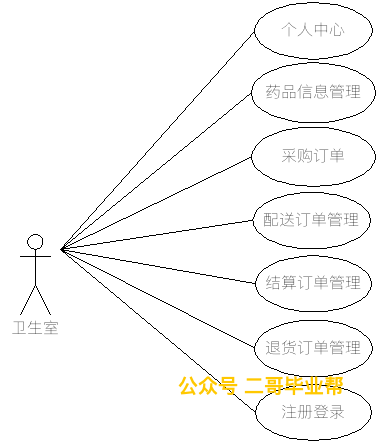 个人中心
药品信息管理
采购订单
配送订单管理
结算订单管理
卫生室
退货订单管理
公众号 二哥毕业帮
注册登录